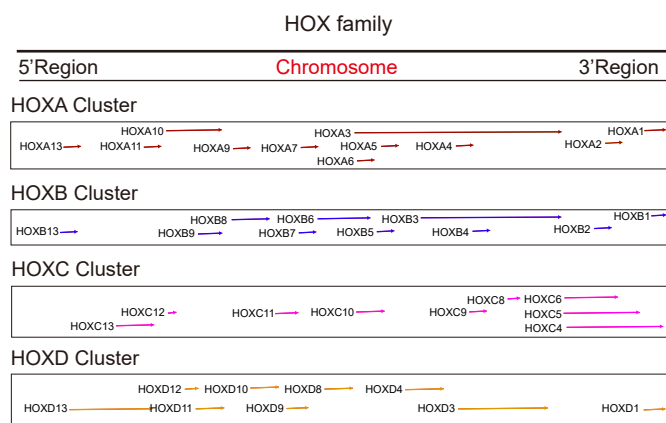 HOX family
5'Region Chromosome 3'Region
HOXA Cluster
HOXA10 HOXA3 HOXA1
HOXA13 HOXA11 HOXA9 HOXA7 HOXA5 HOXA4 HOXA2
HOXA6
HOXB Cluster
HOXB8 HOXB6 HOXB3 HOXB1
HOXB13 HOXB9 HOXB7 HOXB5 HOXB4 HOXB2
HOXC Cluster
HOXC8 HOXC6
HOXC12 HOXC11 HOXC10 HOXC9 HOXC5
HOXC13 HOXC4
HOXD Cluster
HOXD12 HOXD10 HOXD8 HOXD4
HOXD13 HOXD11 HOXD9 HOXD3 HOXD1